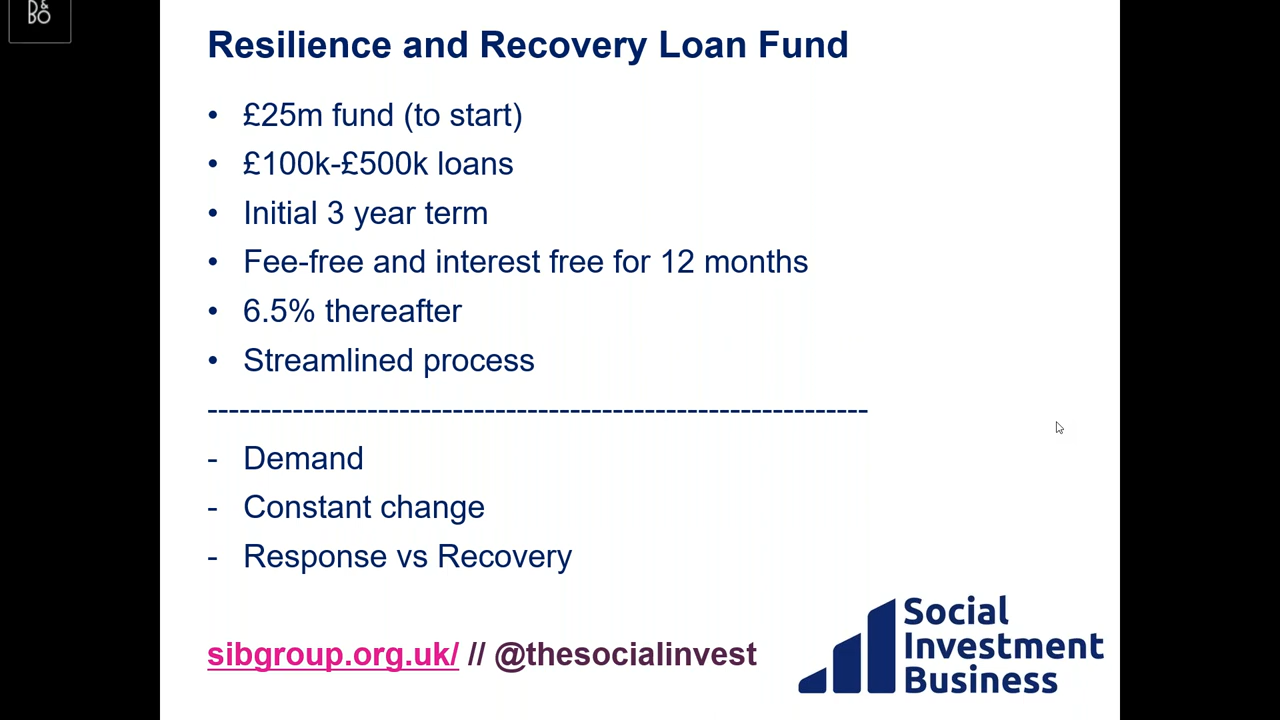 D&
BO
Resilience and Recovery Loan Fund
• £25m fund (to start)
• £100k-£500k loans
• Initial 3 year term
• Fee-free and interest free for 12 months
• 6.5% thereafter
• Streamlined process
--------------------------------------------------------------
- Demand
- Constant change
- Response vs Recovery
sibgroup.org.uk/ // @thesocialinvest
Social
Investment
Business